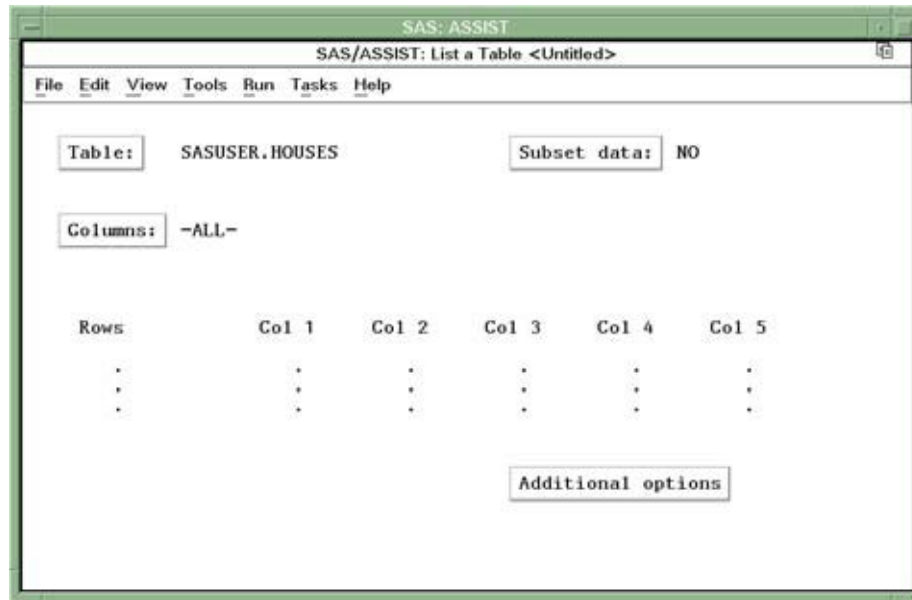 SAS: ASSIST
SAS/ASSIST: List a Table <Untitled>
File Edit View Tools Run Tasks Help
Table: SASUSER.HOUSES Subset data: NO
Columns: -ALL-
Rows Col 1 Col 2 Col 3 Col 4 Col 5
. . . . . .
. . . . . .
. . . . . .
Additional options